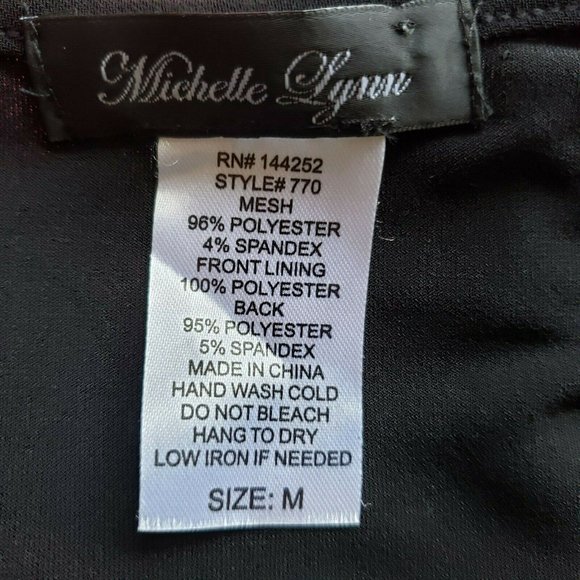 Michelle Lynn
RN# 144252
STYLE# 770
MESH
96% POLYESTER
4% SPANDEX
FRONT LINING
100% POLYESTER
BACK
95% POLYESTER
5% SPANDEX
MADE IN CHINA
HAND WASH COLD
DO NOT BLEACH
HANG TO DRY
LOW IRON IF NEEDED
SIZE: M